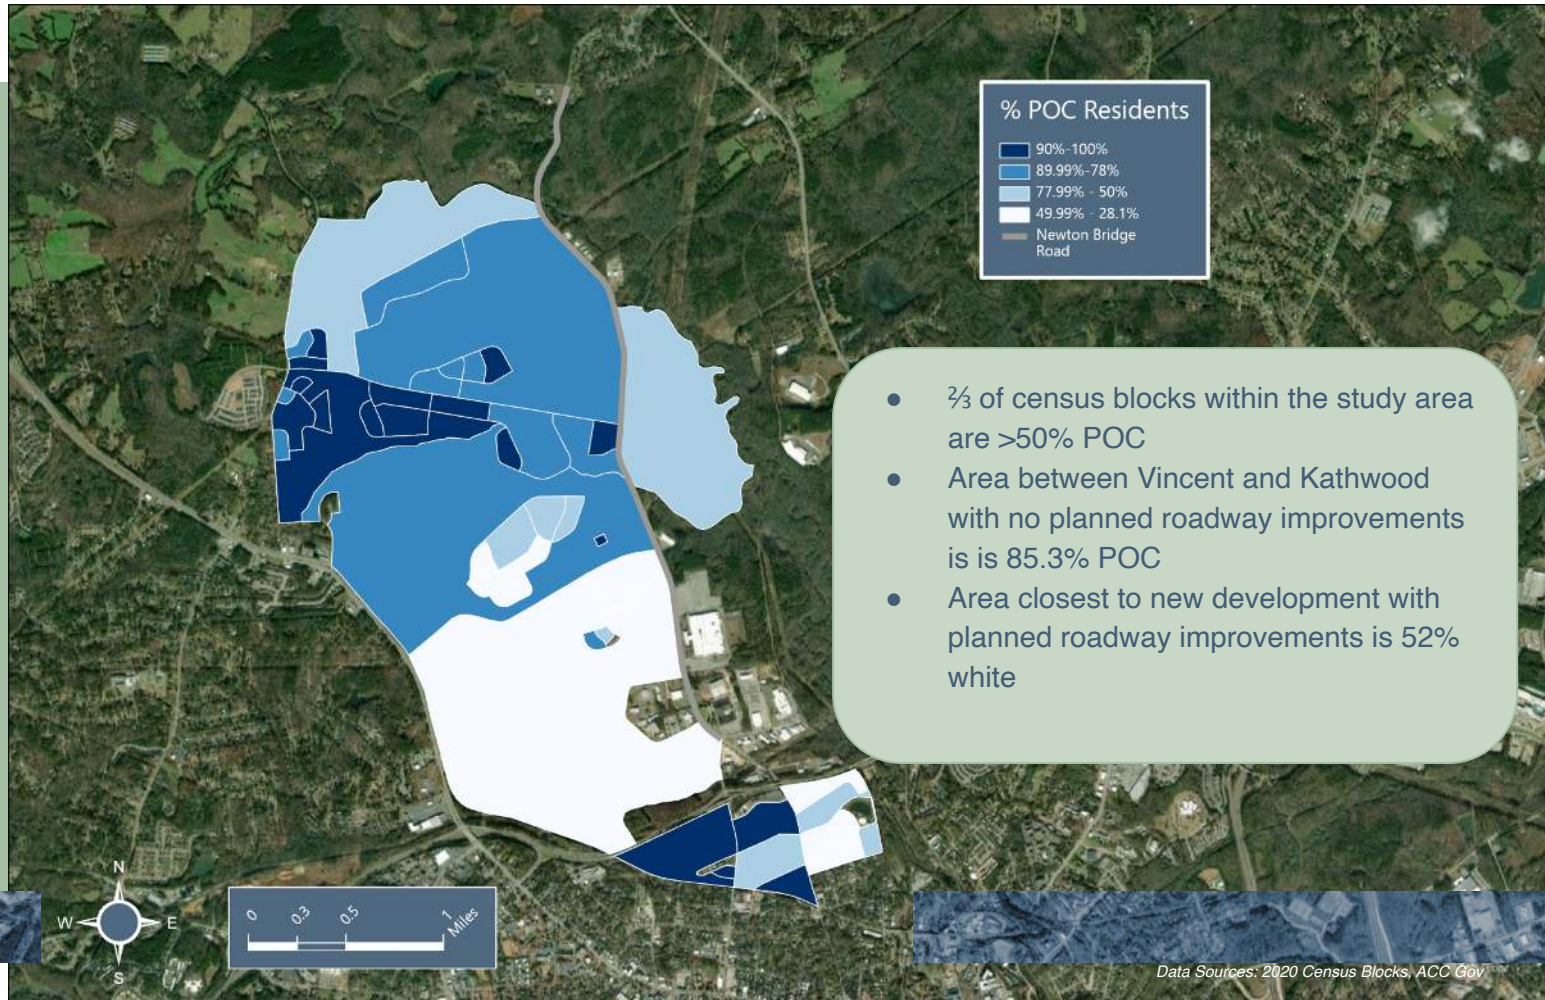 % POC Residents
90%-100%
89.99%-78%
77.99% - 50%
49.99% - 28.1%
Newton Bridge
Road
● ⅔ of census blocks within the study area
are >50% POC
● Area between Vincent and Kathwood
with no planned roadway improvements
is is 85.3% POC
● Area closest to new development with
planned roadway improvements is 52%
white
N
W E
S
0 0.3 0.5 1
Miles
Data Sources: 2020 Census Blocks, ACC Gov